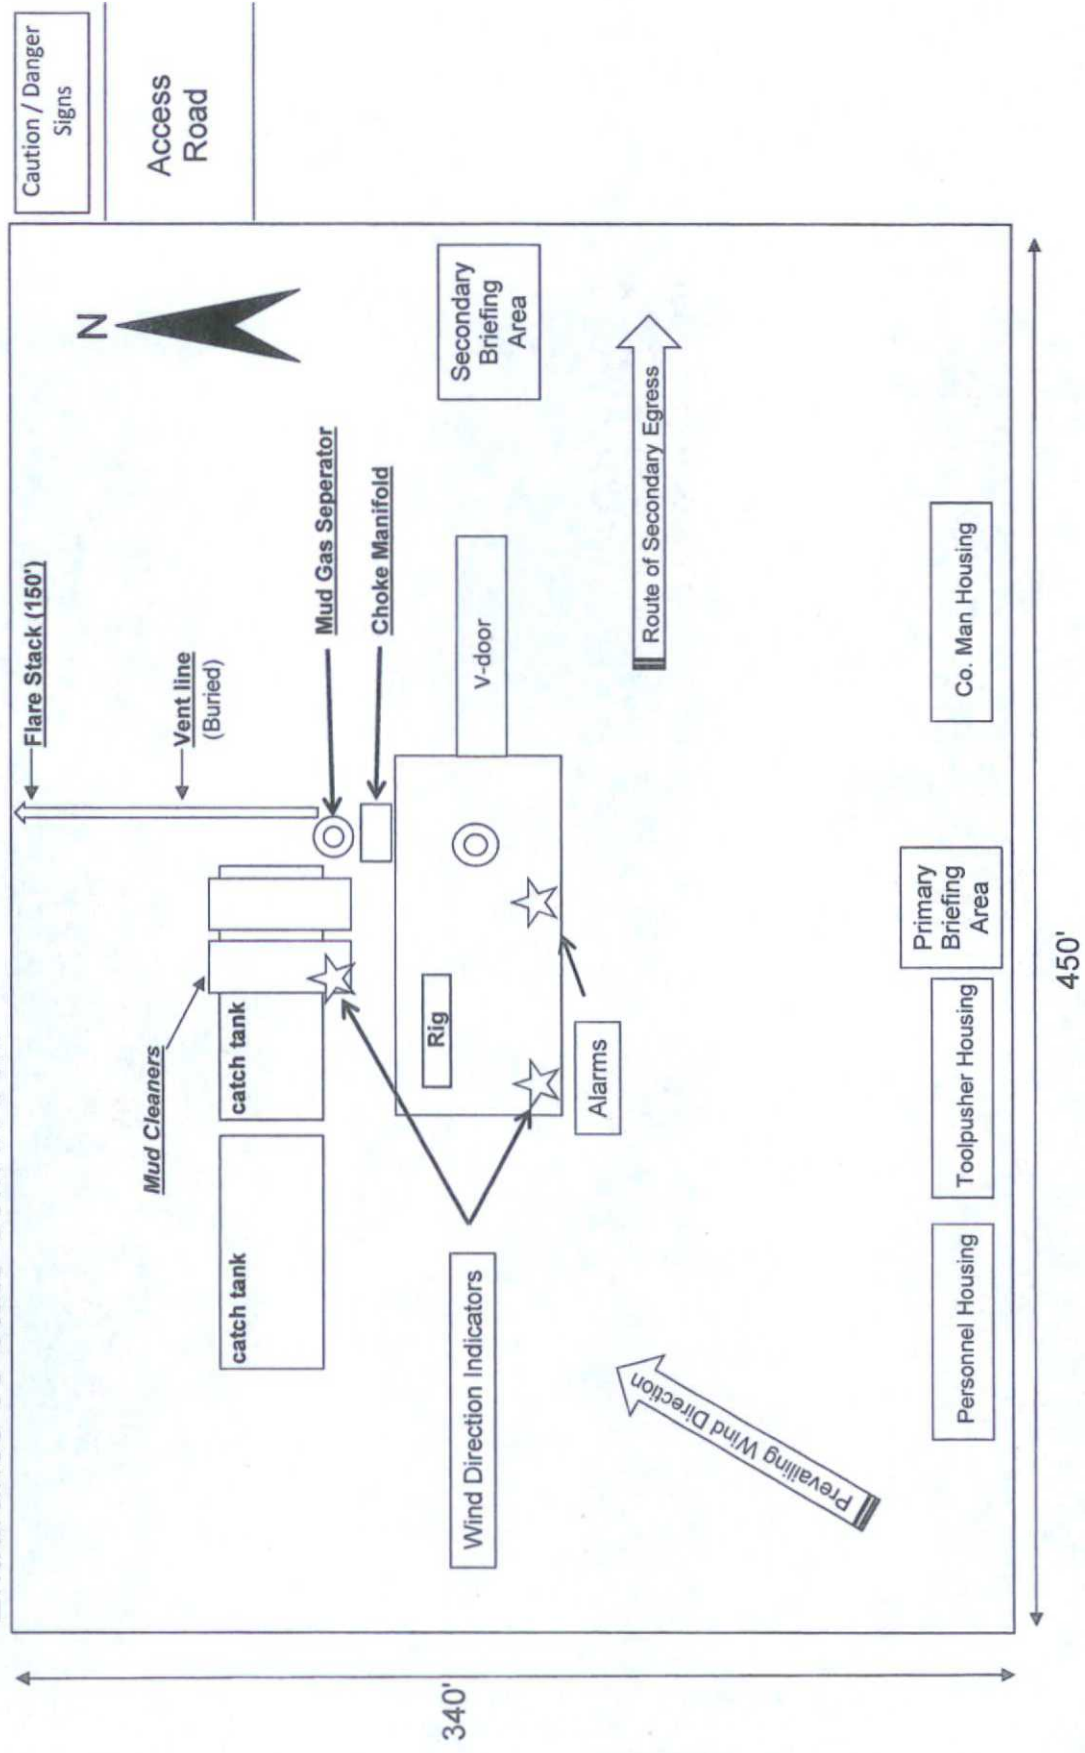 Caution / Danger
Signs
Flare Stack (150')
Access
Road
N
Vent line
(Buried)
Mud Cleaners
catch tank
catch tank
Mud Gas Seperator
Choke Manifold
Rig
V-door
Secondary
Briefing
Area
Wind Direction Indicators
340'
Alarms
Route of Secondary Egress
Prevailing Wind Direction
Personnel Housing
Toolpusher Housing
Primary
Briefing
Area
Co. Man Housing
450'